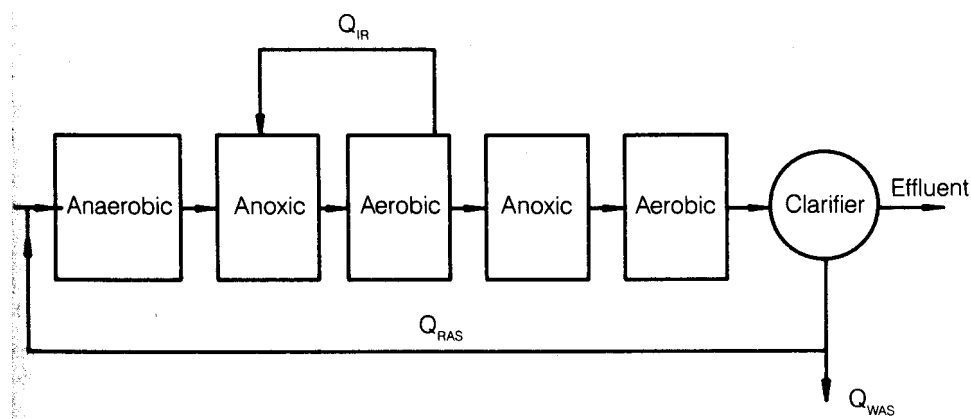 Q_IR
Anaerobic
Anoxic
Aerobic
Anoxic
Aerobic
Clarifier
Effluent
Q_RAS
Q_WAS